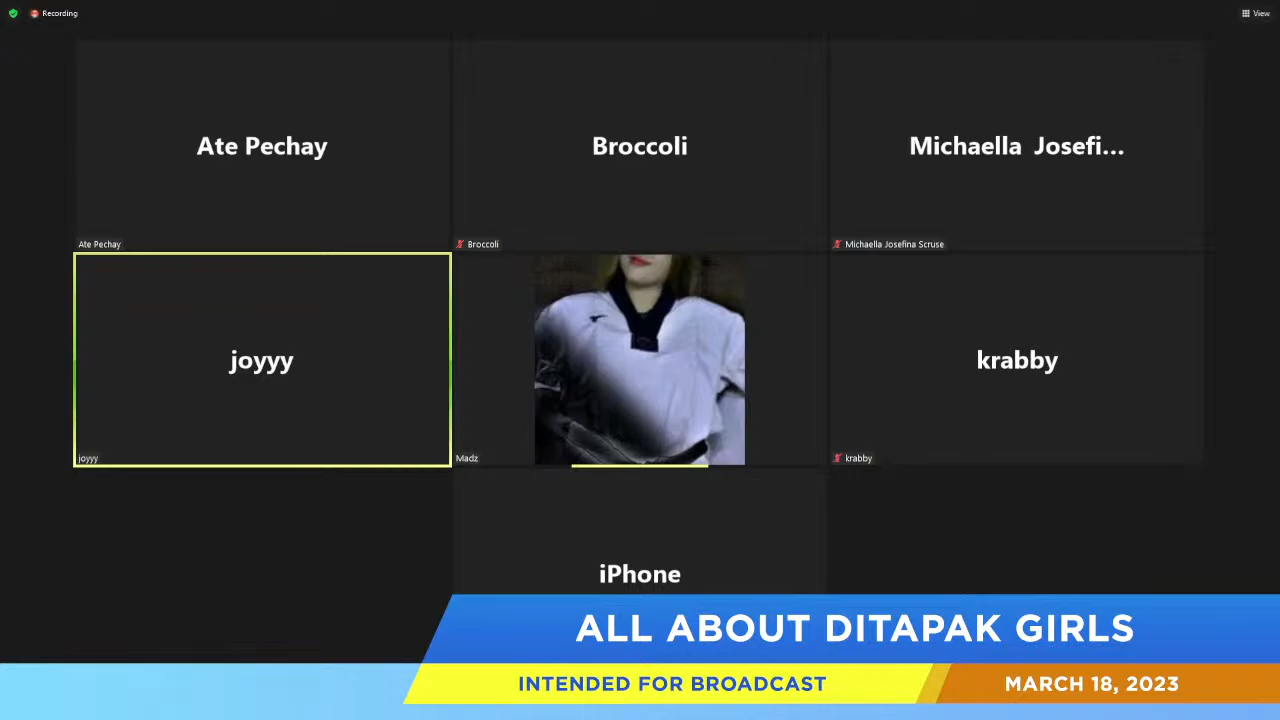 Recording
View
Ate Pechay
Broccoli
Michaella Josefi...
Ate Pechay
Broccoli
Michaella Josefina Scruse
joyyy
krabby
joyyy
Madz
krabby
iPhone
ALL ABOUT DITAPAK GIRLS
INTENDED FOR BROADCAST
MARCH 18, 2023